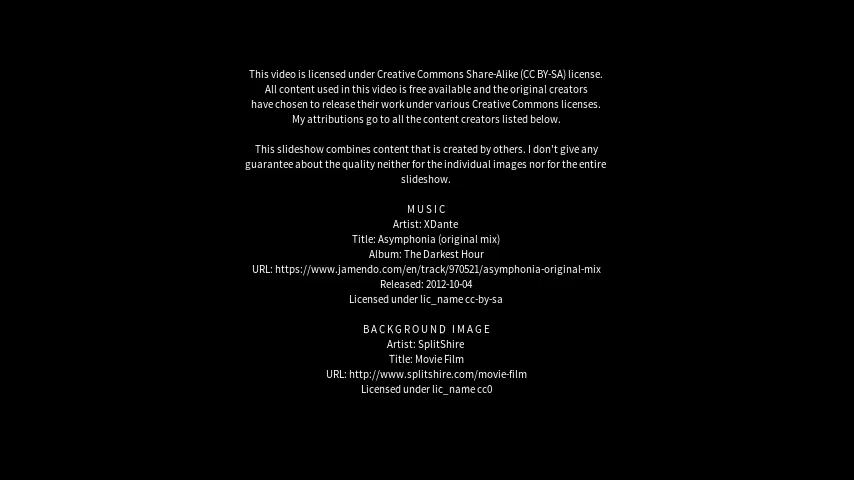 This video is licensed under Creative Commons Share-Alike (CC BY-SA) license.
All content used in this video is free available and the original creators
have chosen to release their work under various Creative Commons licenses.
My attributions go to all the content creators listed below.
This slideshow combines content that is created by others. I don't give any
guarantee about the quality neither for the individual images nor for the entire
slideshow.
MUSIC
Artist: XDante
Title: Asymphonia (original mix)
Album: The Darkest Hour
URL: https://www.jamendo.com/en/track/970521/asymphonia-original-mix
Released: 2012-10-04
Licensed under lic_name cc-by-sa
BACKGROUND IMAGE
Artist: SplitShire
Title: Movie Film
URL: http://www.splitshire.com/movie-film
Licensed under lic_name cc0